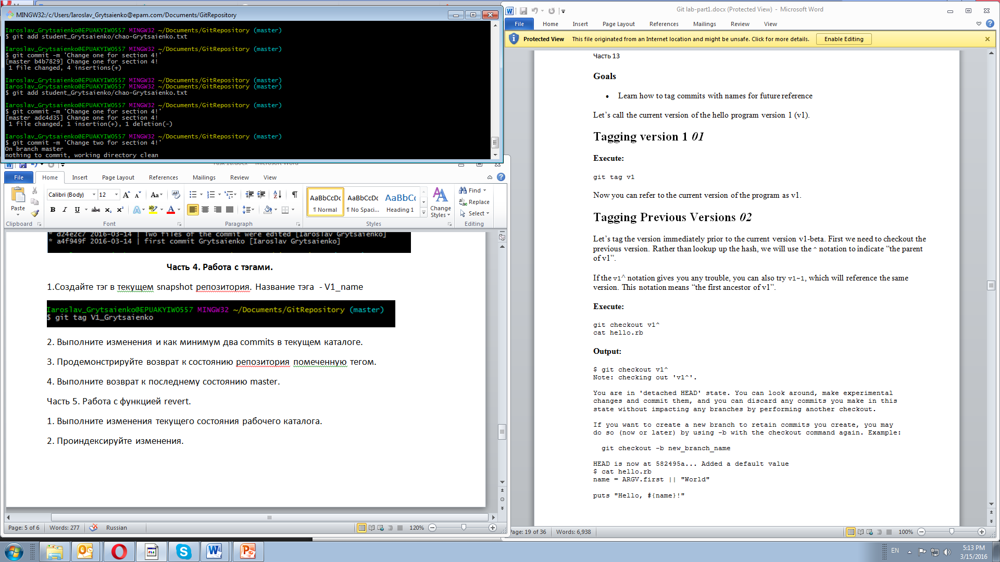 MINGW32:/c/Users/Iaroslav_Grytsaienko@epam.com/Documents/GitRepository
Iaroslav_Grytsaienko@EPUAKYIW0557 MINGW32 ~/Documents/GitRepository (master)
$ git add student_Grytsaienko/chao-Grytsaienko.txt
Iaroslav_Grytsaienko@EPUAKYIW0557 MINGW32 ~/Documents/GitRepository (master)
$ git commit -m 'Change one for section 4!'
[master b4b7829] Change one for section 4!
1 file changed, 4 insertions(+)
Iaroslav_Grytsaienko@EPUAKYIW0557 MINGW32 ~/Documents/GitRepository (master)
Iaroslav_Grytsaienko@EPUAKYIW0557 MINGW32 ~/Documents/GitRepository (master)
$ git add student_Grytsaienko/chao-Grytsaienko.txt
Iaroslav_Grytsaienko@EPUAKYIW0557 MINGW32 ~/Documents/GitRepository (master)
$ git commit -m 'Change one for section 4!'
[master adc4d35] Change one for section 4!
1 file changed, 1 insertion(+), 1 deletion(-)
Iaroslav_Grytsaienko@EPUAKYIW0557 MINGW32 ~/Documents/GitRepository (master)
$ git commit -m 'Change two for section 4!'
On branch master
nothing to commit, working directory clean
File Home Insert Page Layout References Mailings Review View
Calibri (Body) 12
Paste
Clipboard
Font
Paragraph
AaBbCcDc AaBbCcDc AaBbCc
¶ Normal ¶ No Spaci... Heading 1
Change Styles
Styles
Find
Replace
Select
Editing
* d24e2c7 2016-03-14 | Two files of the commit were edited [Iaroslav Grytsaienko]
* a4f949f 2016-03-14 | first commit Grytsaienko [Iaroslav Grytsaienko]
Часть 4. Работа с тэгами.
1.Создайте тэг в текущем snapshot репозитория. Название тэга - V1_name
Iaroslav_Grytsaienko@EPUAKYIW0557 MINGW32 ~/Documents/GitRepository (master)
$ git tag V1_Grytsaienko
2. Выполните изменения и как минимум два commits в текущем каталоге.
3. Продемонстрируйте возврат к состоянию репозитория помеченную тегом.
4. Выполните возврат к последнему состоянию master.
Часть 5. Работа с функцией revert.
1. Выполните изменения текущего состояния рабочего каталога.
2. Проиндексируйте изменения.
Page: 5 of 6 Words: 277 Russian 120%
Git lab-part1.docx (Protected View) - Microsoft Word
File Home Insert Page Layout References Mailings Review View
Protected View This file originated from an Internet location and might be unsafe. Click for more details. Enable Editing
Часть 13
Goals
• Learn how to tag commits with names for future reference
Let’s call the current version of the hello program version 1 (v1).
Tagging version 1 01
Execute:
git tag v1
Now you can refer to the current version of the program as v1.
Tagging Previous Versions 02
Let’s tag the version immediately prior to the current version v1-beta. First we need to checkout the
previous version. Rather than lookup up the hash, we will use the ^ notation to indicate “the parent
of v1”.
If the v1^ notation gives you any trouble, you can also try v1~1, which will reference the same
version. This notation means “the first ancestor of v1”.
Execute:
git checkout v1^
cat hello.rb
Output:
$ git checkout v1^
Note: checking out 'v1^'.
You are in 'detached HEAD' state. You can look around, make experimental
changes and commit them, and you can discard any commits you make in this
state without impacting any branches by performing another checkout.
If you want to create a new branch to retain commits you create, you may
do so (now or later) by using -b with the checkout command again. Example:
git checkout -b new_branch_name
HEAD is now at 582495a... Added a default value
$ cat hello.rb
name = ARGV.first || "World"
puts "Hello, #{name}!"
Page: 19 of 36 Words: 6,938 100%
EN 5:13 PM
3/15/2016